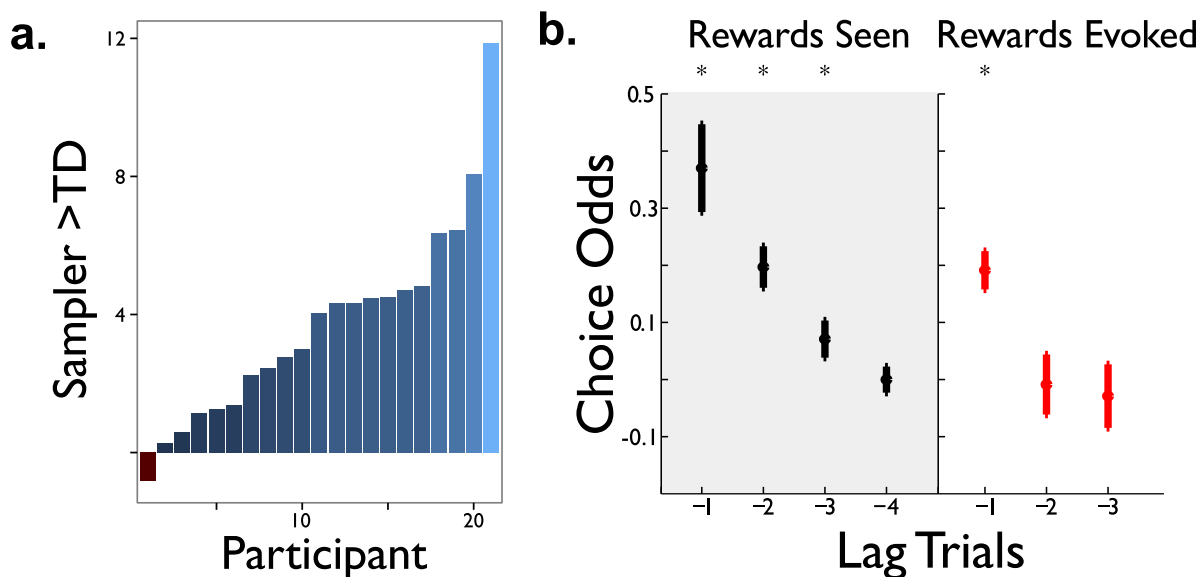 a.
12
8
4
Sampler >TD
10
20
Participant
b.
Rewards Seen
Rewards Evoked
* * *
*
0.5
0.3
0.1
-0.1
Choice Odds
−1 −2 −3 −4
−1 −2 −3
Lag Trials